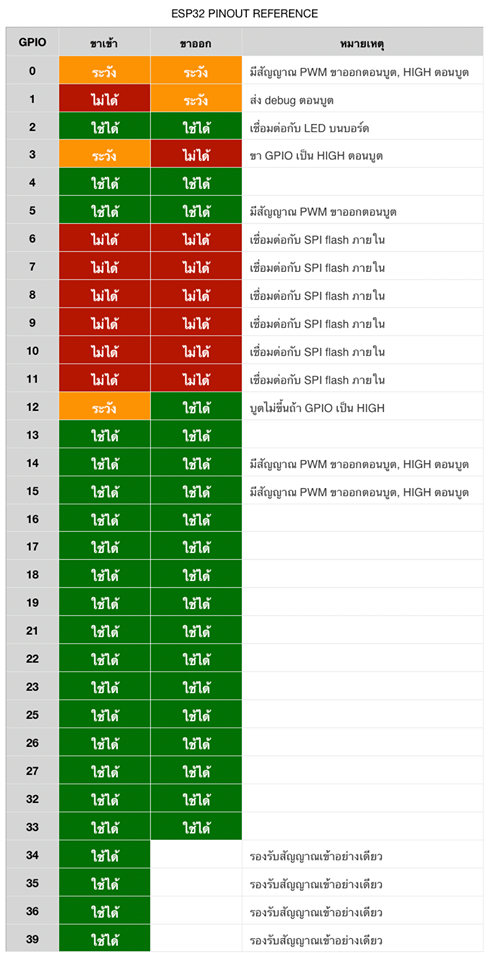 ESP32 PINOUT REFERENCE
GPIO ขาเข้า ขาออก หมายเหตุ
0 ระวัง ระวัง มีสัญญาณ PWM ขาออกตอนบูต, HIGH ตอนบูต
1 ไม่ได้ ระวัง ส่ง debug ตอนบูต
2 ใช้ได้ ใช้ได้ เชื่อมต่อกับ LED บนบอร์ด
3 ระวัง ไม่ได้ ขา GPIO เป็น HIGH ตอนบูต
4 ใช้ได้ ใช้ได้
5 ใช้ได้ ใช้ได้ มีสัญญาณ PWM ขาออกตอนบูต
6 ไม่ได้ ไม่ได้ เชื่อมต่อกับ SPI flash ภายใน
7 ไม่ได้ ไม่ได้ เชื่อมต่อกับ SPI flash ภายใน
8 ไม่ได้ ไม่ได้ เชื่อมต่อกับ SPI flash ภายใน
9 ไม่ได้ ไม่ได้ เชื่อมต่อกับ SPI flash ภายใน
10 ไม่ได้ ไม่ได้ เชื่อมต่อกับ SPI flash ภายใน
11 ไม่ได้ ไม่ได้ เชื่อมต่อกับ SPI flash ภายใน
12 ระวัง ใช้ได้ บูตไม่ขึ้นถ้า GPIO เป็น HIGH
13 ใช้ได้ ใช้ได้
14 ใช้ได้ ใช้ได้ มีสัญญาณ PWM ขาออกตอนบูต, HIGH ตอนบูต
15 ใช้ได้ ใช้ได้ มีสัญญาณ PWM ขาออกตอนบูต, HIGH ตอนบูต
16 ใช้ได้ ใช้ได้
17 ใช้ได้ ใช้ได้
18 ใช้ได้ ใช้ได้
19 ใช้ได้ ใช้ได้
21 ใช้ได้ ใช้ได้
22 ใช้ได้ ใช้ได้
23 ใช้ได้ ใช้ได้
25 ใช้ได้ ใช้ได้
26 ใช้ได้ ใช้ได้
27 ใช้ได้ ใช้ได้
32 ใช้ได้ ใช้ได้
33 ใช้ได้ ใช้ได้
34 ใช้ได้ รองรับสัญญาณเข้าอย่างเดียว
35 ใช้ได้ รองรับสัญญาณเข้าอย่างเดียว
36 ใช้ได้ รองรับสัญญาณเข้าอย่างเดียว
39 ใช้ได้ รองรับสัญญาณเข้าอย่างเดียว